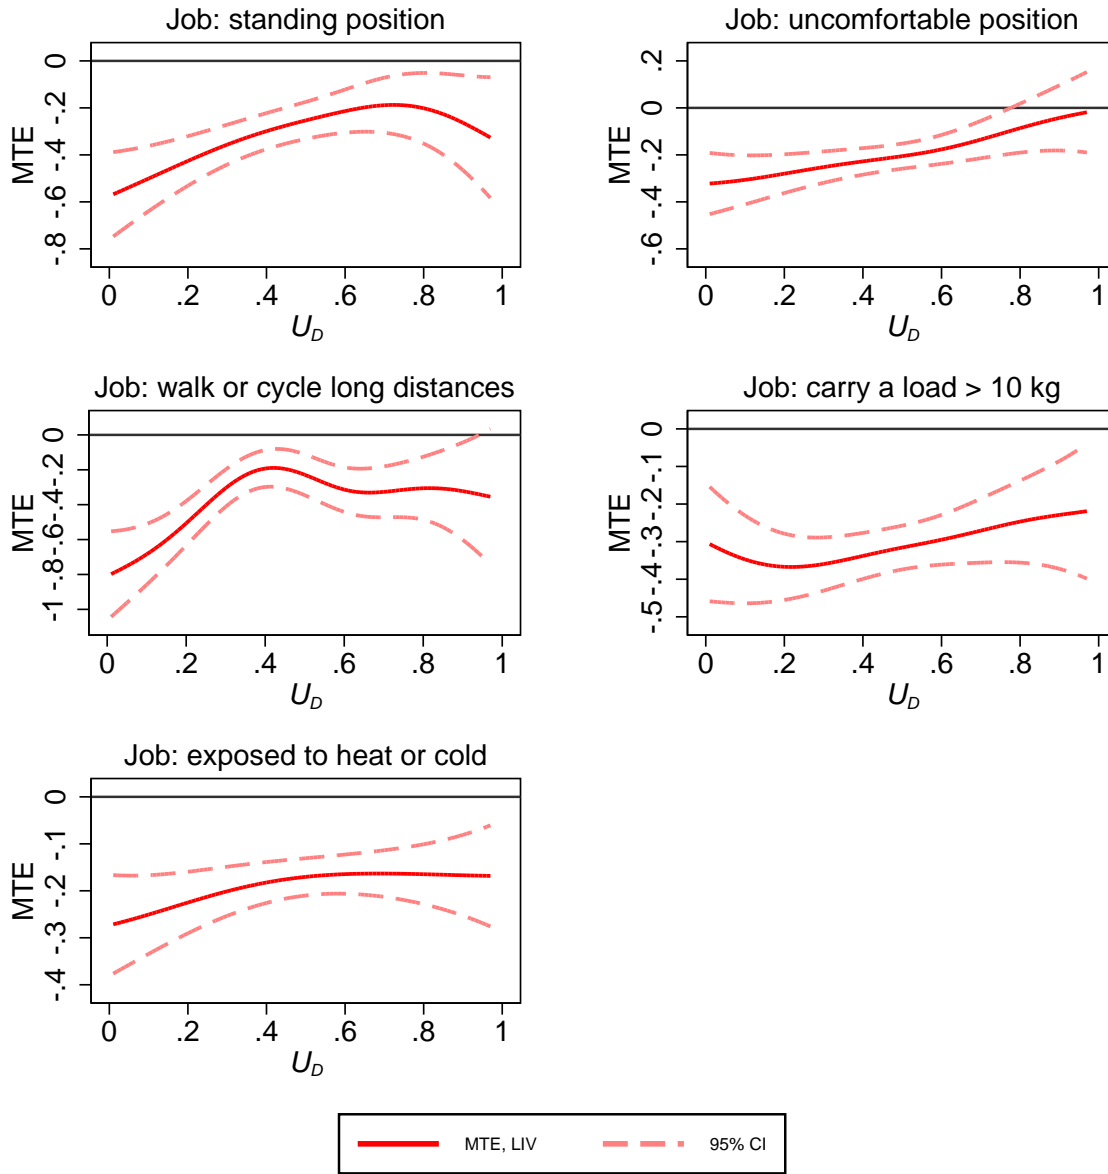 Job: standing position
MTE
0
-.2
-.4
-.6
-.8
0 .2 .4 .6 .8 1
U_D
Job: uncomfortable position
MTE
.2
0
-.2
-.4
-.6
0 .2 .4 .6 .8 1
U_D
Job: walk or cycle long distances
MTE
0
-.2
-.4
-.6
-.8
-1
0 .2 .4 .6 .8 1
U_D
Job: carry a load > 10 kg
MTE
0
-.1
-.2
-.3
-.4
-.5
0 .2 .4 .6 .8 1
U_D
Job: exposed to heat or cold
MTE
0
-.1
-.2
-.3
-.4
0 .2 .4 .6 .8 1
U_D
MTE, LIV 95% CI